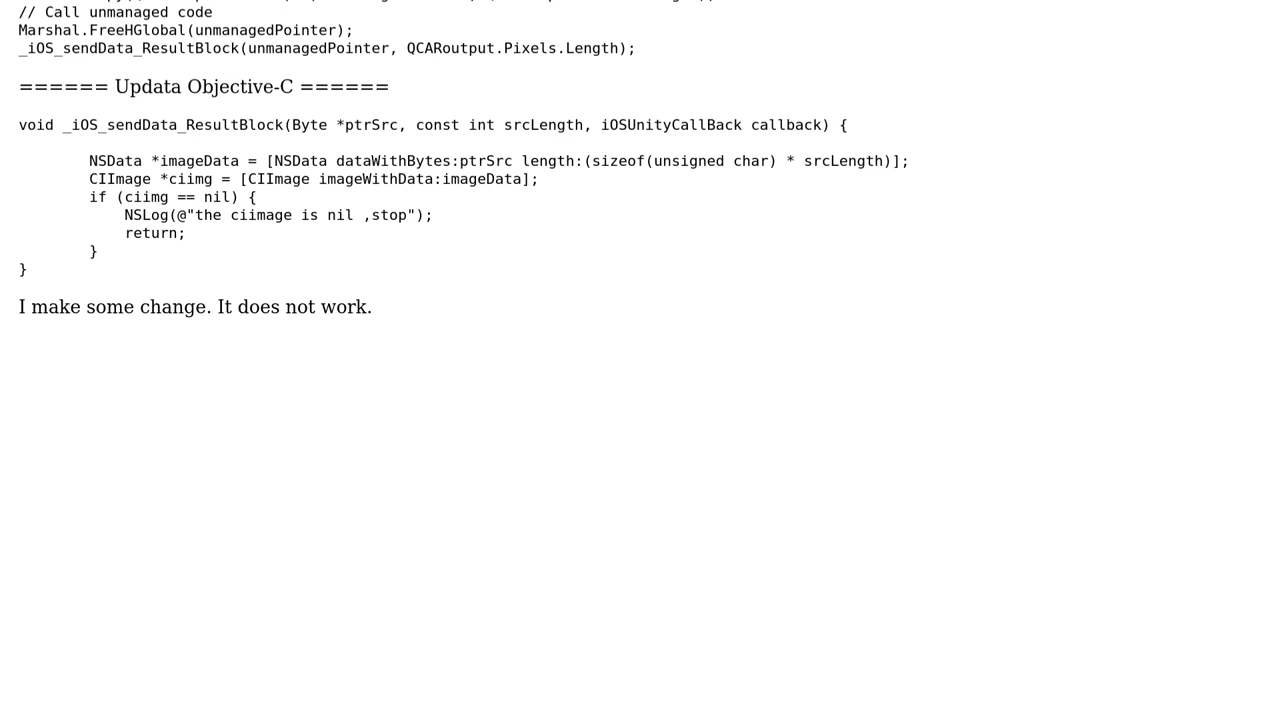 // Call unmanaged code
Marshal.FreeHGlobal(unmanagedPointer);
_iOS_sendData_ResultBlock(unmanagedPointer, QCARoutput.Pixels.Length);
====== Updata Objective-C ======
void _iOS_sendData_ResultBlock(Byte *ptrSrc, const int srcLength, iOSUnityCallBack callback) {
        NSData *imageData = [NSData dataWithBytes:ptrSrc length:(sizeof(unsigned char) * srcLength)];
        CIImage *ciimg = [CIImage imageWithData:imageData];
        if (ciimg == nil) {
            NSLog(@"the ciimage is nil ,stop");
            return;
        }
}
I make some change. It does not work.